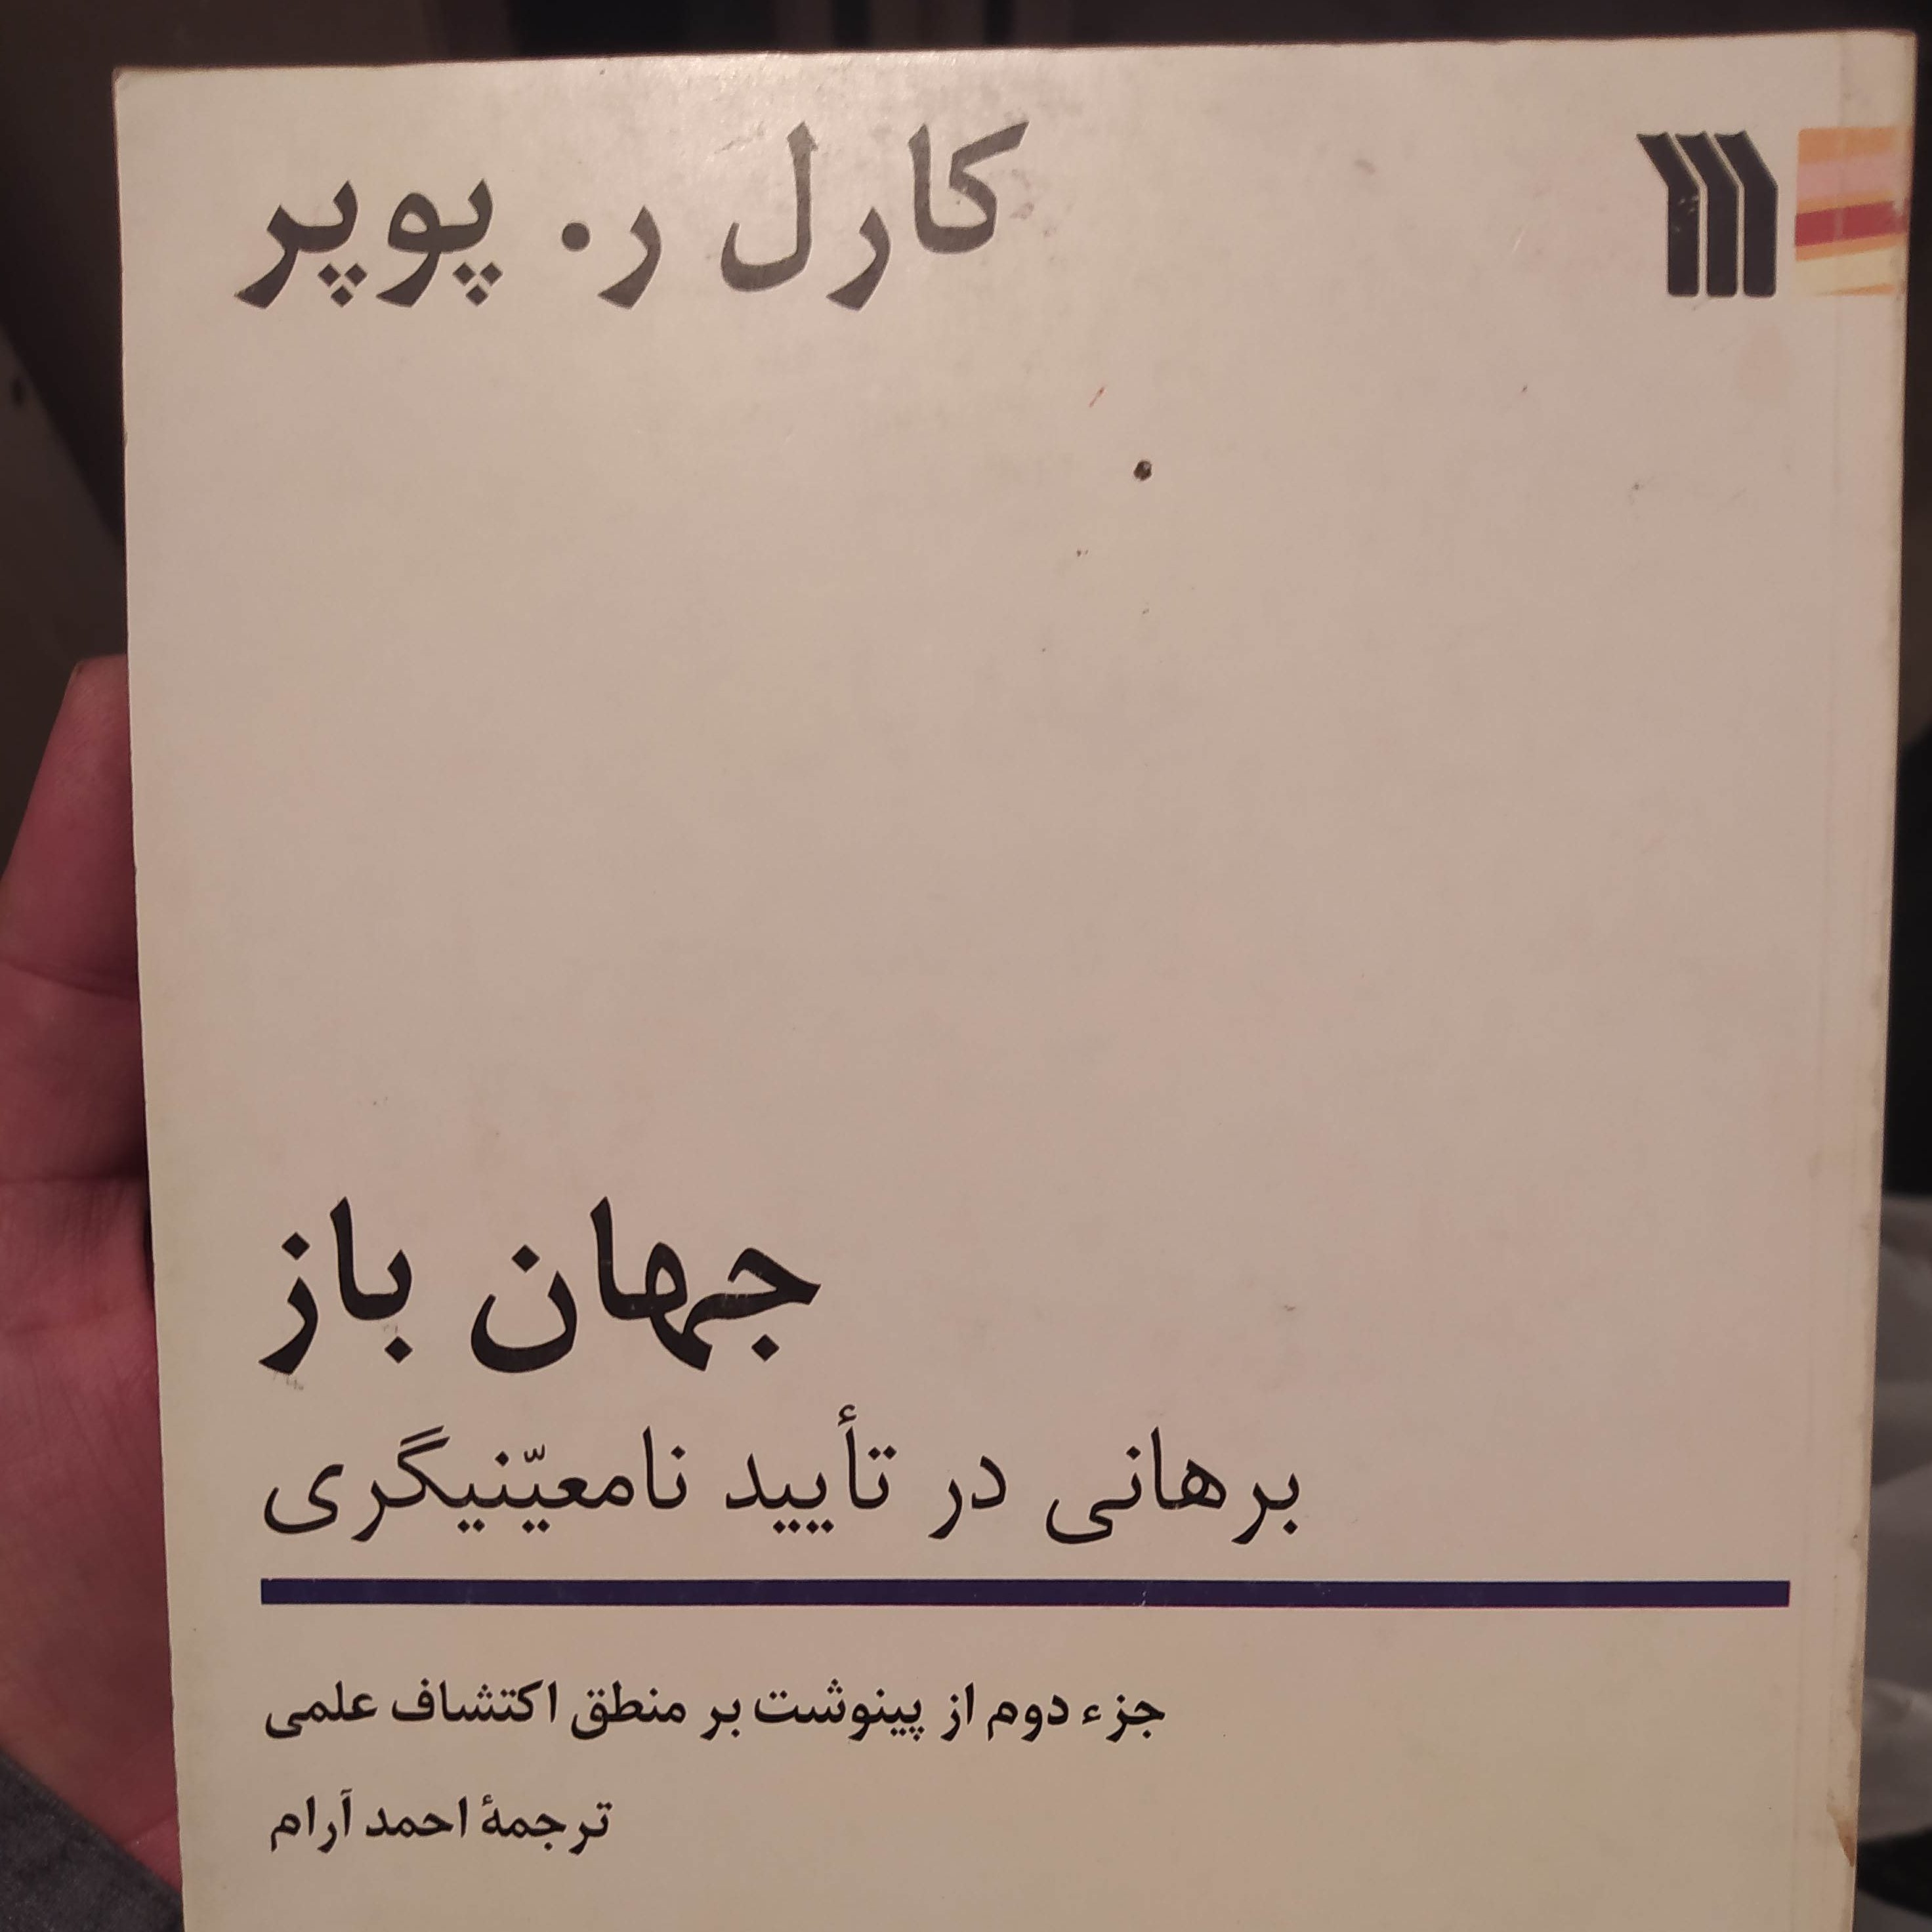 کارل ر. پوپر
جهان باز
برهانی در تأیید نامعیّنیگری
جزء دوم از پینوشت بر منطق اکتشاف علمی
ترجمهٔ احمد آرام